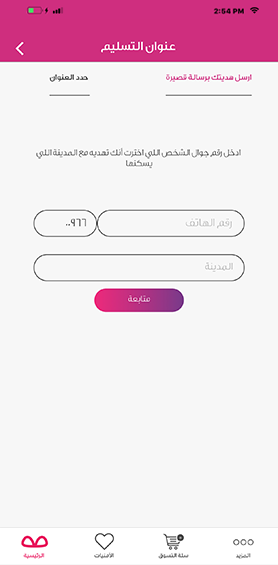 2:54 PM
عنوان التسليم
ارسل هديتك برسالة قصيرة
حدد العنوان
ادخل رقم جوال الشخص اللي اخترت أنك تهديه مع المدينة اللي
يسكنها
رقم الهاتف
٠٠٩٦٦
المدينة
متابعة
المزيد
سلة التسوق
الأمنيات
الرئيسية